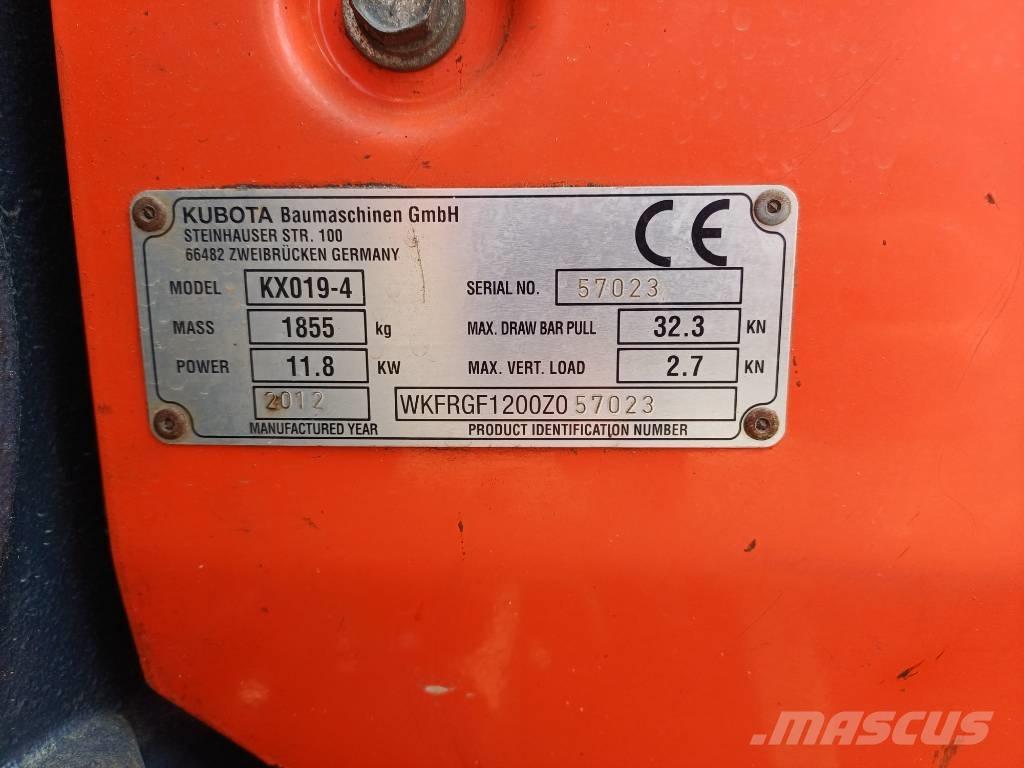 KUBOTA Baumaschinen GmbH
STEINHAUSER STR. 100
66482 ZWEIBRÜCKEN GERMANY
CE
MODEL KX019-4 SERIAL NO. 57023
MASS 1855 kg MAX. DRAW BAR PULL 32.3 KN
POWER 11.8 KW MAX. VERT. LOAD 2.7 KN
2012 WKFRGF1200Z057023
MANUFACTURED YEAR PRODUCT IDENTIFICATION NUMBER
MASCUS